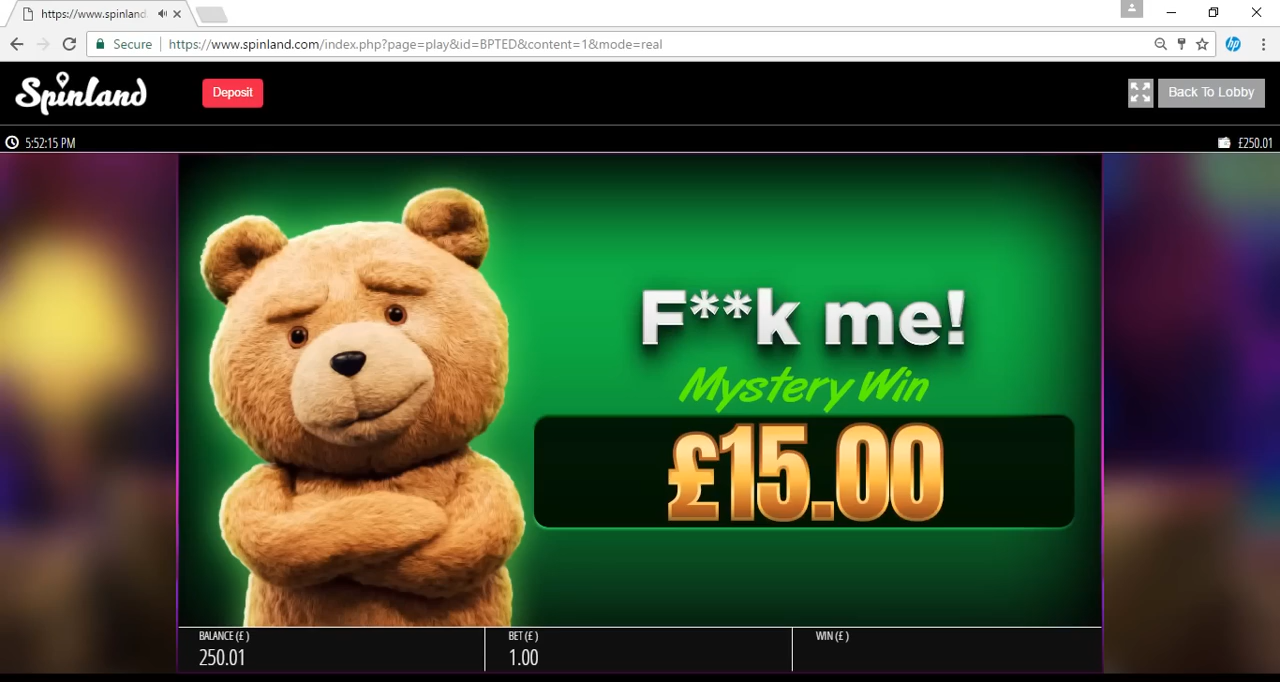 https://www.spinland.
Secure
https://www.spinland.com/index.php?page=play&id=BPTED&content=1&mode=real
hp
Spinland
Deposit
Back To Lobby
5:52:15 PM
£250.01
F**k me!
Mystery Win
£15.00
BALANCE (£ )
BET (£ )
WIN (£ )
250.01
1.00